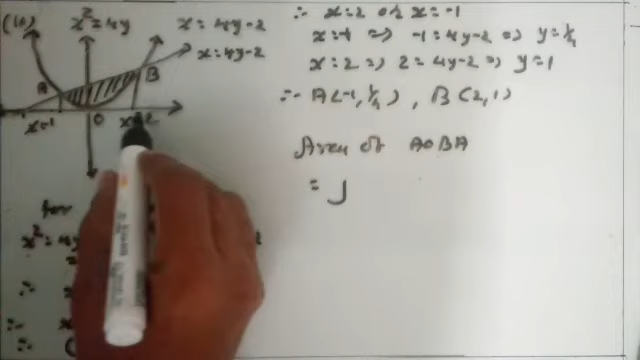 (10) x² = 4y x = 4y-2
x = 4y-2
A B
x=-1 O x=2
for
x² = 4y
∴ x
∴ x=2 or x=-1
x=-1 => -1=4y-2 => y=1/4
x=2 => 2=4y-2 => y=1
∴ A(-1, 1/4), B(2,1)
Area of AOBA
= ∫